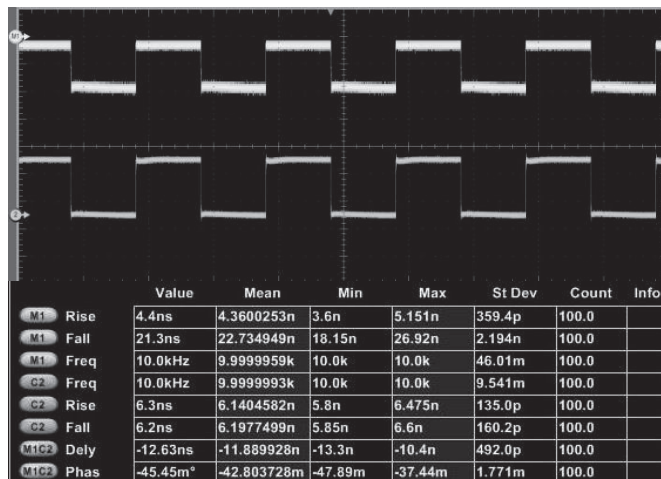 M1
2
Value Mean Min Max St Dev Count Info
M1 Rise 4.4ns 4.3600253n 3.6n 5.151n 359.4p 100.0
M1 Fall 21.3ns 22.734949n 18.15n 26.92n 2.194n 100.0
M1 Freq 10.0kHz 9.9999959k 10.0k 10.0k 46.01m 100.0
C2 Freq 10.0kHz 9.9999993k 10.0k 10.0k 9.541m 100.0
C2 Rise 6.3ns 6.1404582n 5.8n 6.475n 135.0p 100.0
C2 Fall 6.2ns 6.1977499n 5.85n 6.6n 160.2p 100.0
M1C2 Dely -12.63ns -11.889928n -13.3n -10.4n 492.0p 100.0
M1C2 Phas -45.45m° -42.803728m -47.89m -37.44m 1.771m 100.0